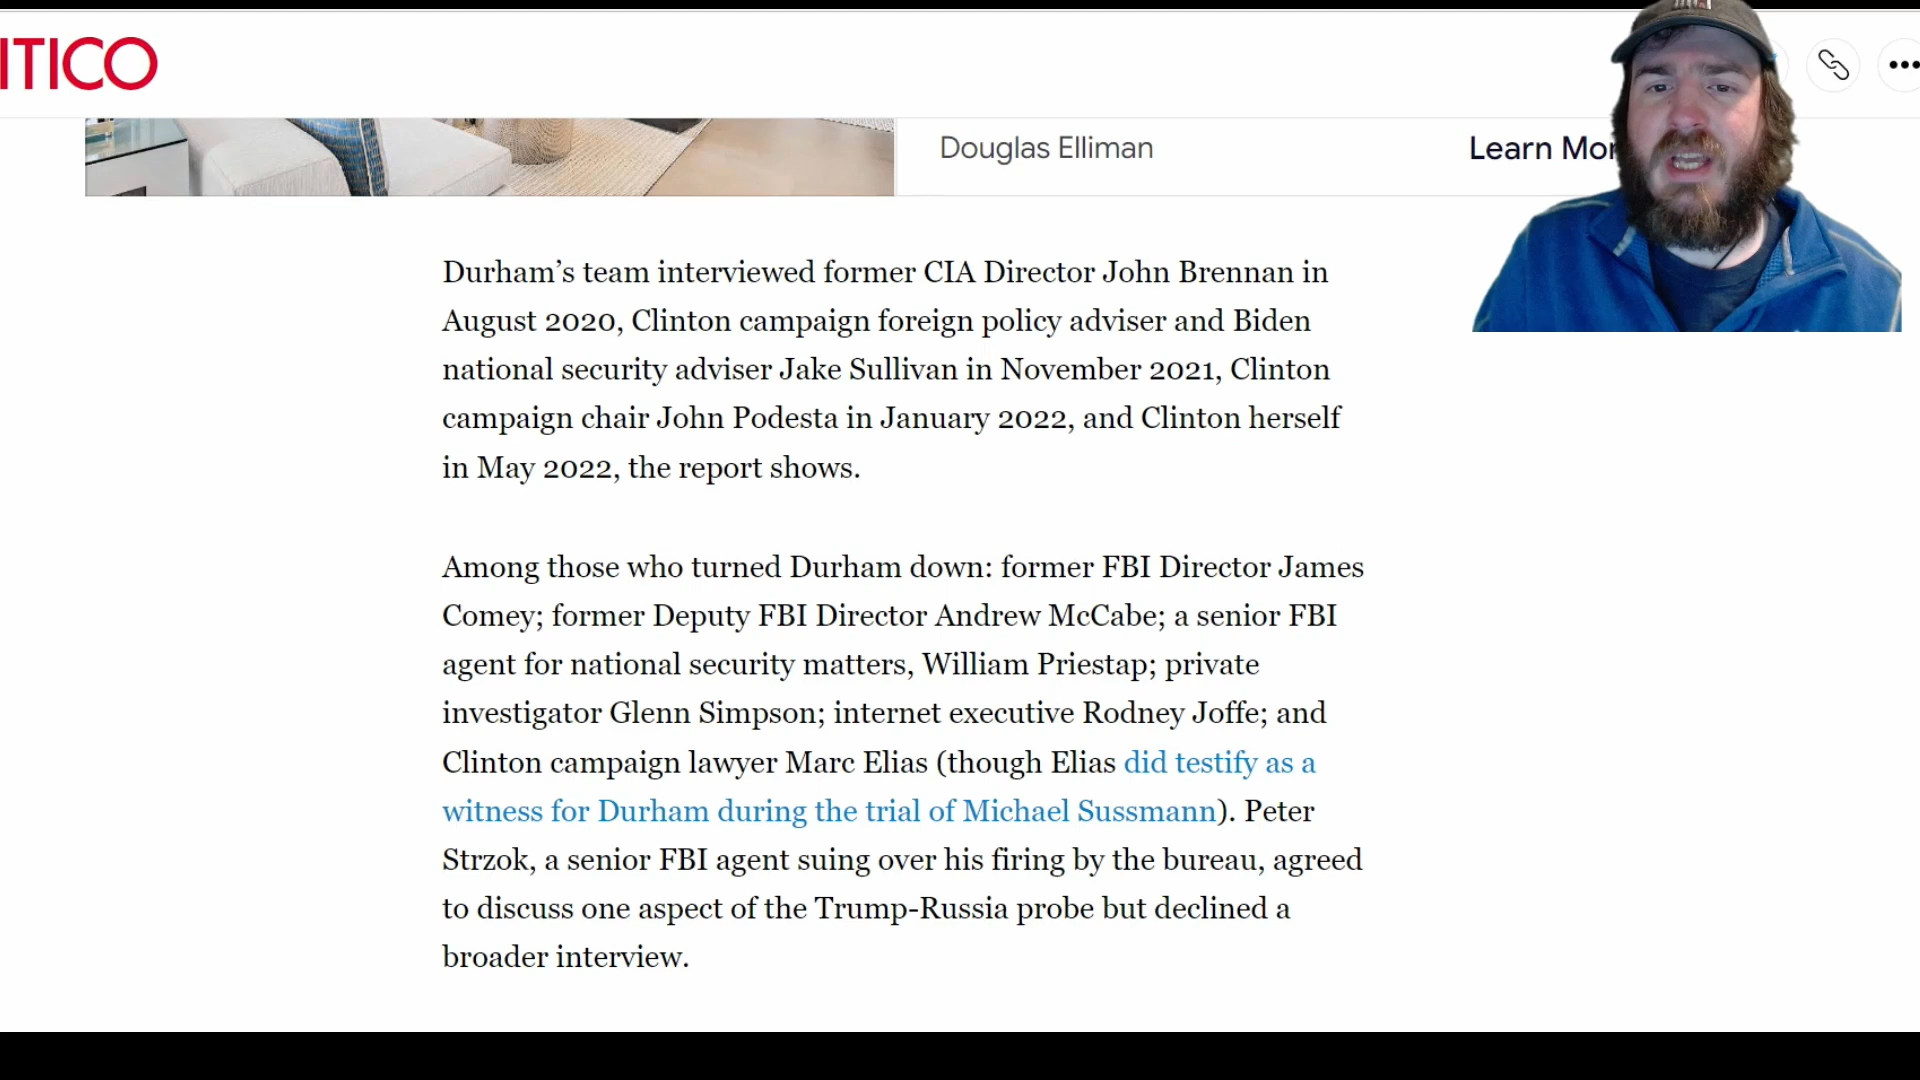 ITICO
Douglas Elliman
Learn Mor
Durham’s team interviewed former CIA Director John Brennan in
August 2020, Clinton campaign foreign policy adviser and Biden
national security adviser Jake Sullivan in November 2021, Clinton
campaign chair John Podesta in January 2022, and Clinton herself
in May 2022, the report shows.
Among those who turned Durham down: former FBI Director James
Comey; former Deputy FBI Director Andrew McCabe; a senior FBI
agent for national security matters, William Priestap; private
investigator Glenn Simpson; internet executive Rodney Joffe; and
Clinton campaign lawyer Marc Elias (though Elias did testify as a
witness for Durham during the trial of Michael Sussmann). Peter
Strzok, a senior FBI agent suing over his firing by the bureau, agreed
to discuss one aspect of the Trump-Russia probe but declined a
broader interview.